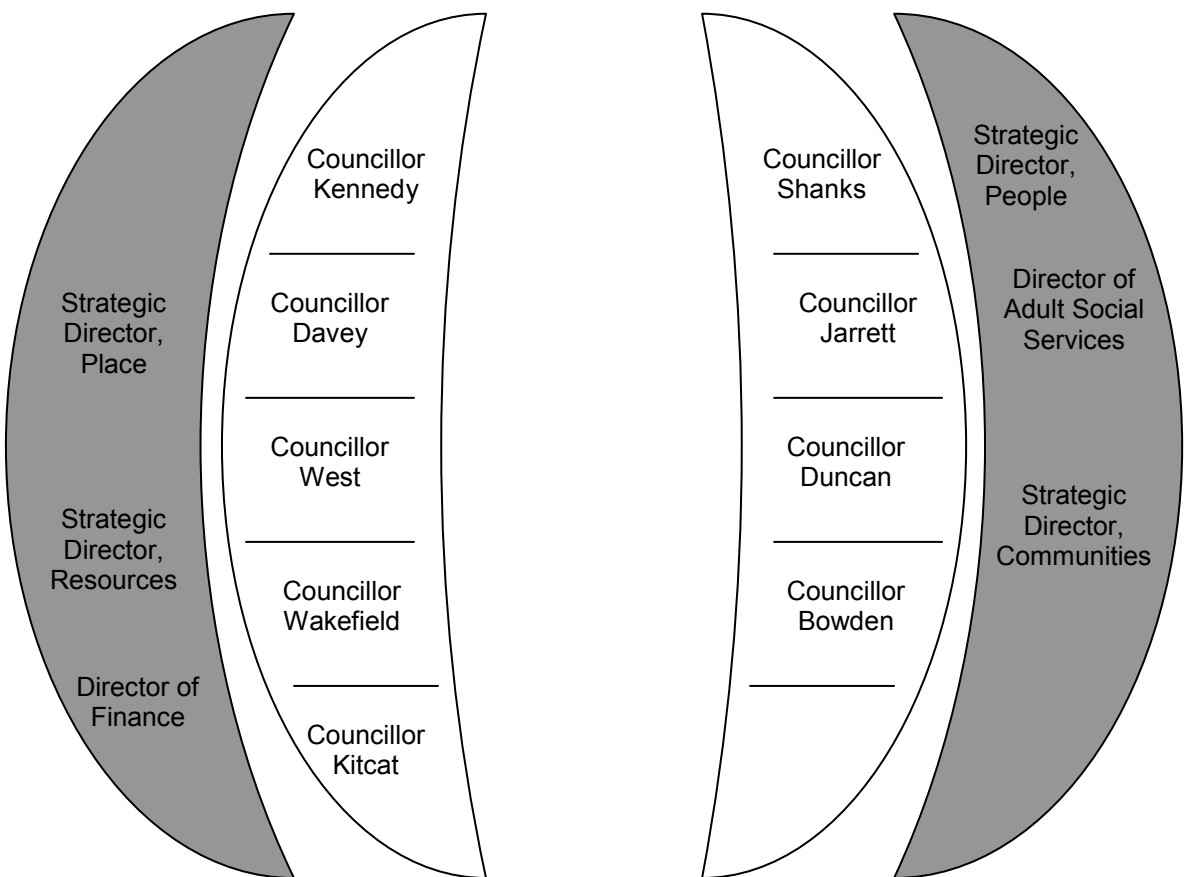 Strategic
Director,
Place
Strategic
Director,
Resources
Director of
Finance
Councillor
Kennedy
Councillor
Davey
Councillor
West
Councillor
Wakefield
Councillor
Kitcat
Councillor
Shanks
Councillor
Jarrett
Councillor
Duncan
Councillor
Bowden
Strategic
Director,
People
Director of
Adult Social
Services
Strategic
Director,
Communities